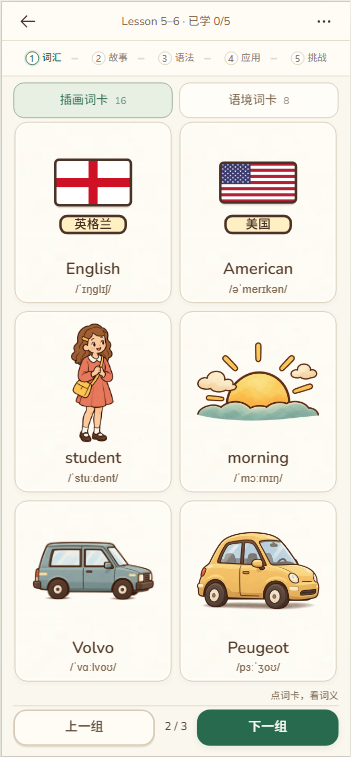 Lesson 5-6 · 已学 0/5
1 词汇 – 2 故事 – 3 语法 – 4 应用 – 5 挑战
插画词卡 16 语境词卡 8
英格兰 美国
English American
/ˈɪŋɡlɪʃ/ /əˈmerɪkən/
student morning
/ˈstuːdənt/ /ˈmɔːrnɪŋ/
Volvo Peugeot
/ˈvɑːlvoʊ/ /pɜːˈʒoʊ/
点词卡，看词义
上一组 2 / 3 下一组